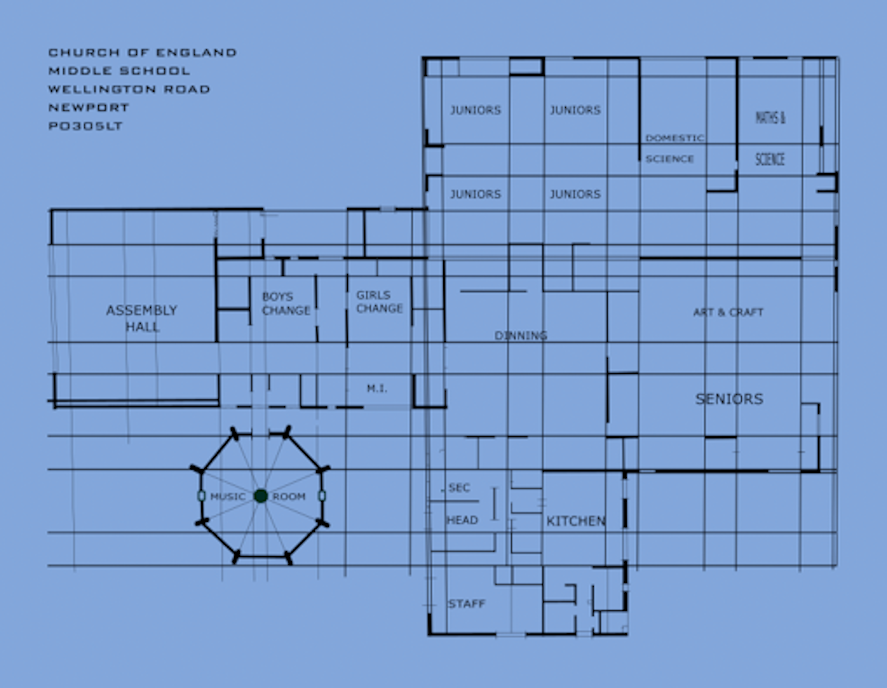 CHURCH OF ENGLAND
MIDDLE SCHOOL
WELLINGTON ROAD
NEWPORT
PO305LT
JUNIORS
JUNIORS
DOMESTIC
SCIENCE
MATHS &
SCIENCE
JUNIORS
JUNIORS
ASSEMBLY
HALL
BOYS
CHANGE
GIRLS
CHANGE
DINNING
ART & CRAFT
M.I.
SENIORS
MUSIC ROOM
SEC
HEAD
KITCHEN
STAFF